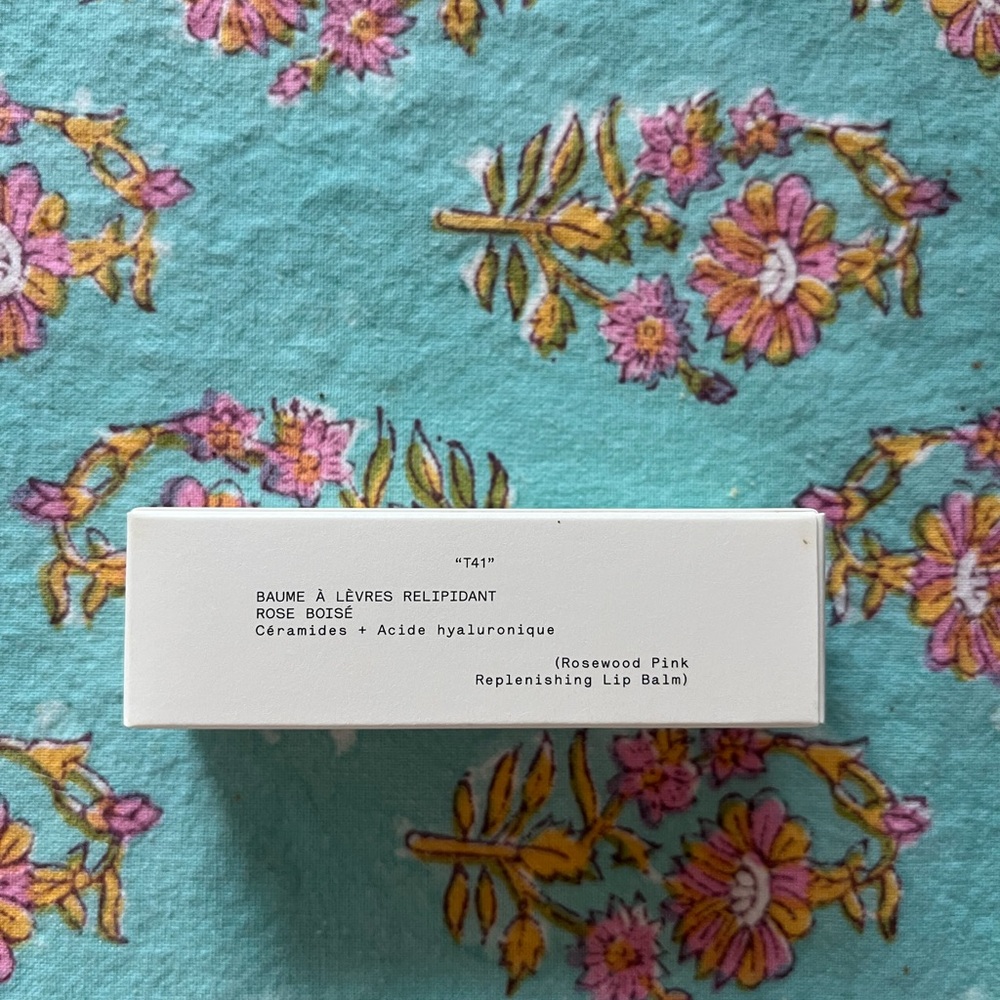 “T41”
BAUME À LÈVRES RELIPIDANT
ROSE BOISÉ
Céramides + Acide hyaluronique
(Rosewood Pink
Replenishing Lip Balm)